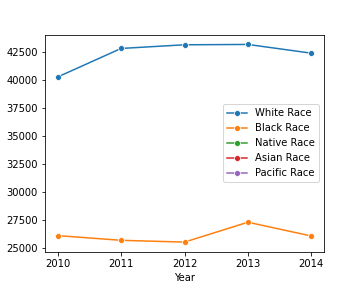 42500
40000
37500
35000
32500
30000
27500
25000
White Race
Black Race
Native Race
Asian Race
Pacific Race
2010 2011 2012 2013 2014
Year